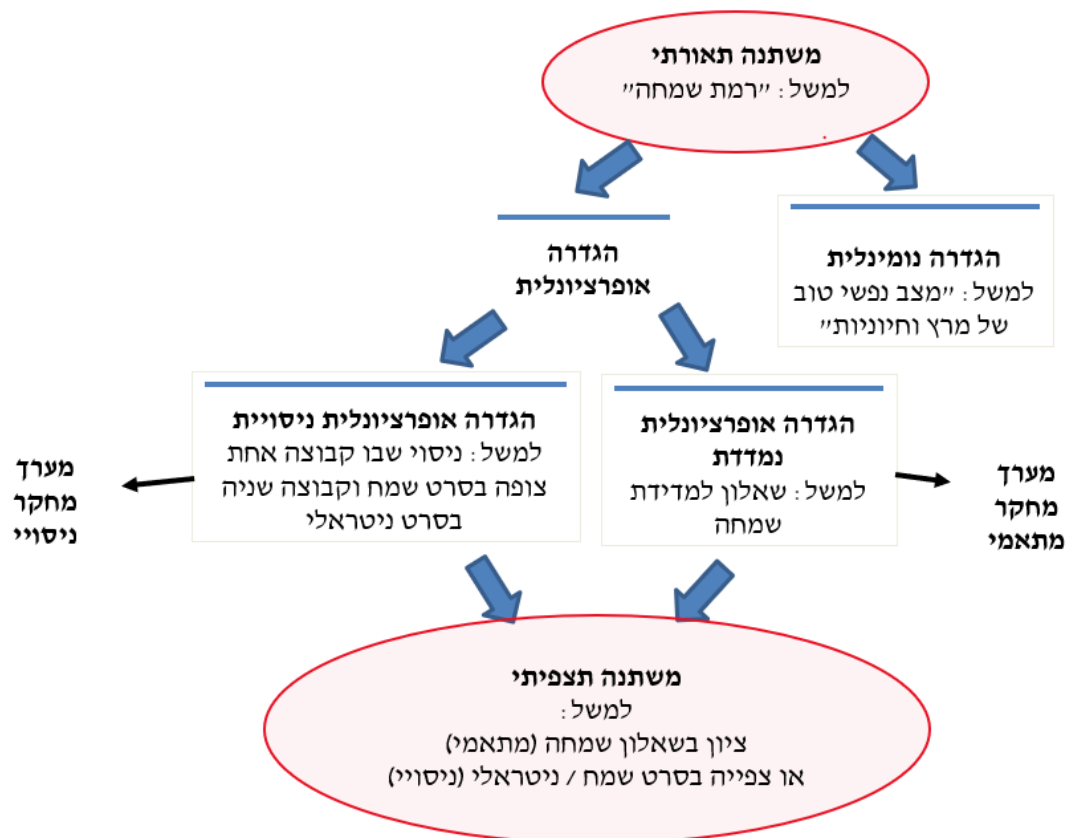 משתנה תאורתי
למשל: ״רמת שמחה״
הגדרה נומינלית
למשל: ״מצב נפשי טוב
של מרץ וחיוניות״
הגדרה
אופרציונלית
הגדרה אופרציונלית
נמדדת
למשל: שאלון למדידת
שמחה
הגדרה אופרציונלית ניסויית
למשל: ניסוי שבו קבוצה אחת
צופה בסרט שמח וקבוצה שניה
בסרט ניטראלי
מערך
מחקר
מתאמי
מערך
מחקר
ניסויי
משתנה תצפיתי
למשל:
ציון בשאלון שמחה (מתאמי)
או צפייה בסרט שמח / ניטראלי (ניסויי)